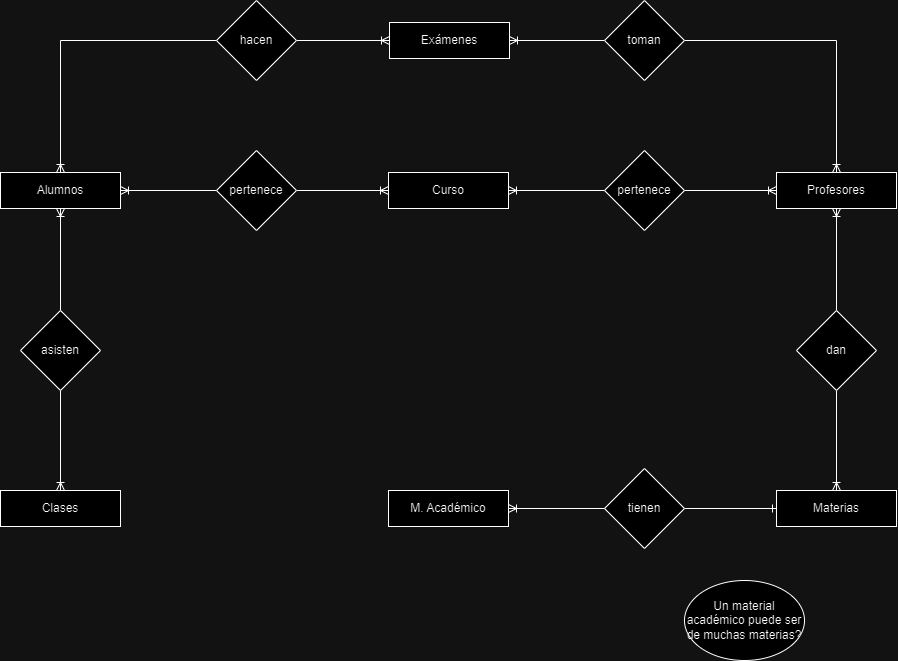 hacen
Exámenes
toman
Alumnos
pertenece
Curso
pertenece
Profesores
asisten
dan
Clases
M. Académico
tienen
Materias
Un material
académico puede ser
de muchas materias?